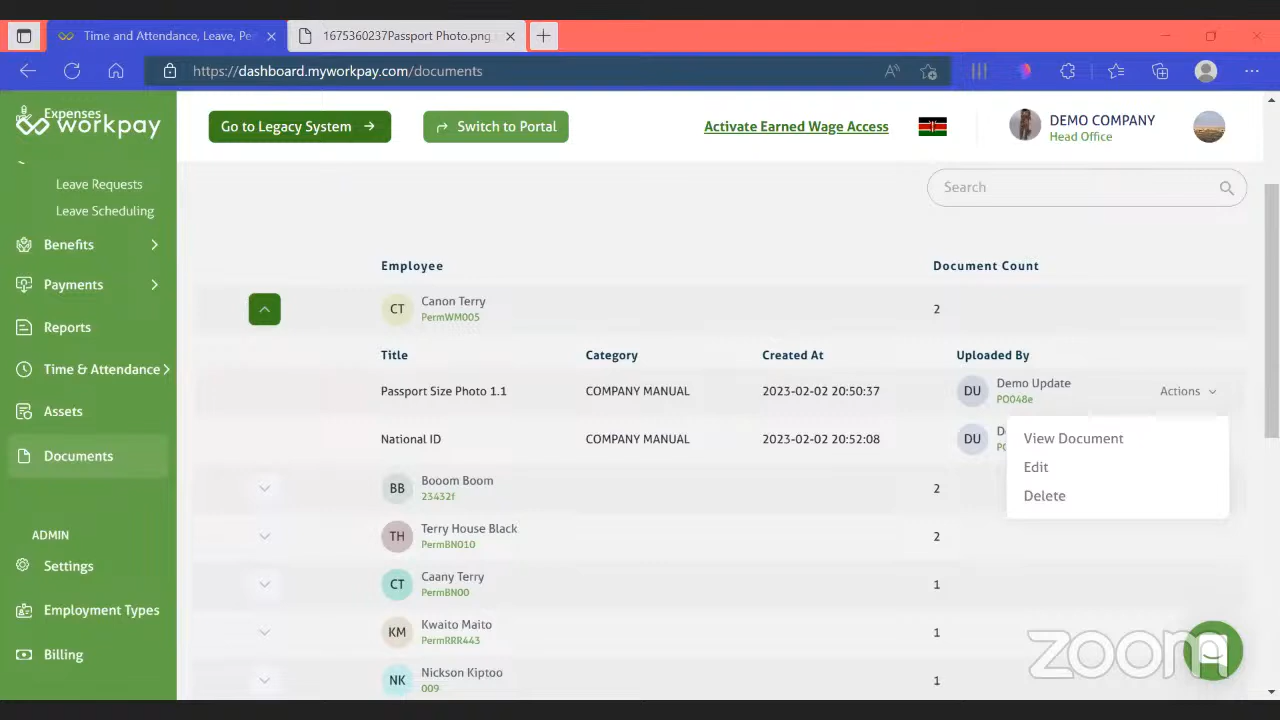 Time and Attendance, Leave, Pe
1675360237Passport Photo.png
https://dashboard.myworkpay.com/documents
Expenses
workpay
Go to Legacy System
Switch to Portal
Activate Earned Wage Access
DEMO COMPANY
Head Office
Leave Requests
Leave Scheduling
Benefits
Payments
Reports
Time & Attendance
Assets
Documents
ADMIN
Settings
Employment Types
Billing
Search
Employee
Document Count
CT
Canon Terry
PermWM005
2
Title
Category
Created At
Uploaded By
Passport Size Photo 1.1
COMPANY MANUAL
2023-02-02 20:50:37
DU
Demo Update
PO048e
Actions
National ID
COMPANY MANUAL
2023-02-02 20:52:08
DU
View Document
Edit
Delete
BB
Booom Boom
23432f
2
TH
Terry House Black
PermBN010
2
CT
Caany Terry
PermBN00
1
KM
Kwaito Maito
PermRRR443
1
NK
Nickson Kiptoo
009
1
zoom